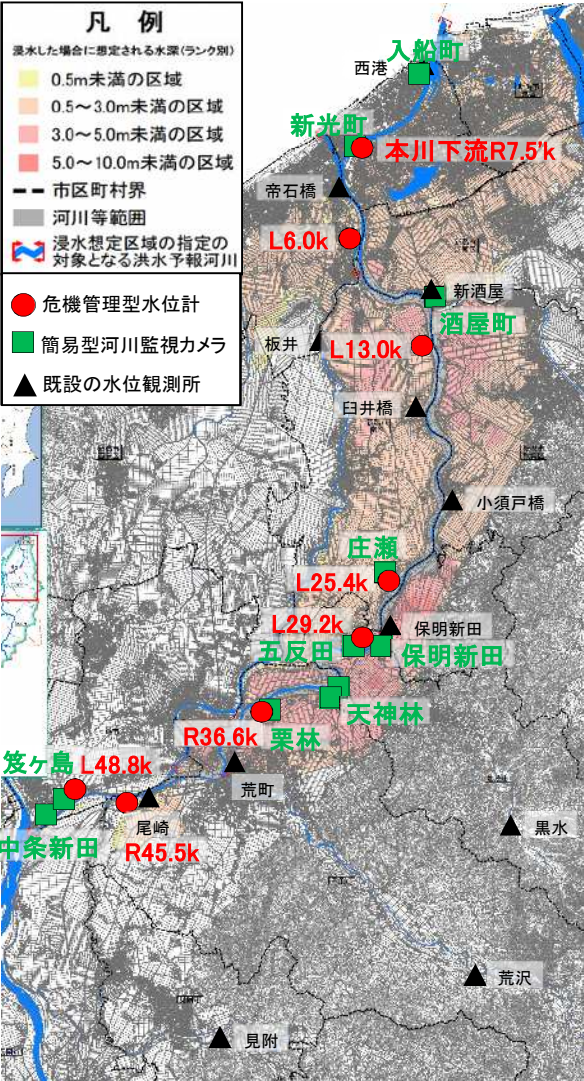 凡 例
浸水した場合に想定される水深(ランク別)
0.5m未満の区域
0.5～3.0m未満の区域
3.0～5.0m未満の区域
5.0～10.0m未満の区域
市区町村界
河川等範囲
浸水想定区域の指定の
対象となる洪水予報河川
危機管理型水位計
簡易型河川監視カメラ
既設の水位観測所
入船町
西港
新光町
本川下流R7.5'k
帝石橋
L6.0k
新酒屋
酒屋町
板井
L13.0k
臼井橋
小須戸橋
庄瀬
L25.4k
L29.2k
保明新田
五反田
保明新田
天神林
栗林
R36.6k
笈ヶ島
L48.8k
荒町
尾崎
中条新田
R45.5k
黒水
荒沢
見附